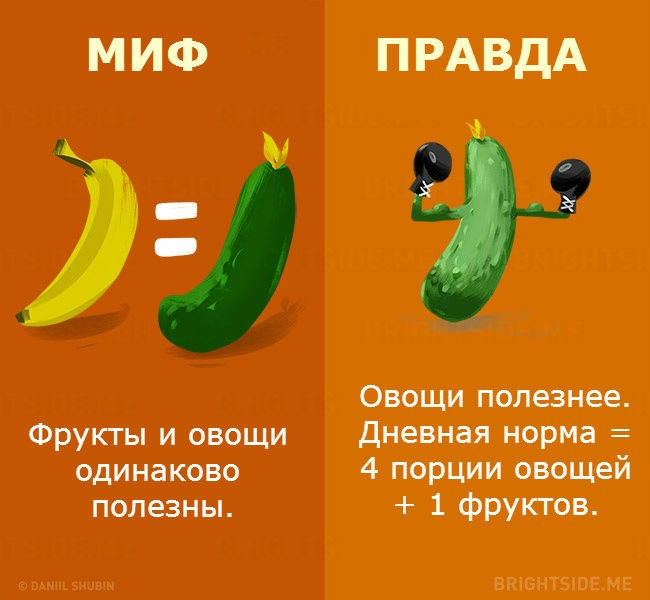 МИФ
ПРАВДА
Фрукты и овощи
одинаково
полезны.
Овощи полезнее.
Дневная норма =
4 порции овощей
+ 1 фруктов.
© DANIIL SHUBIN
BRIGHTSIDE.ME